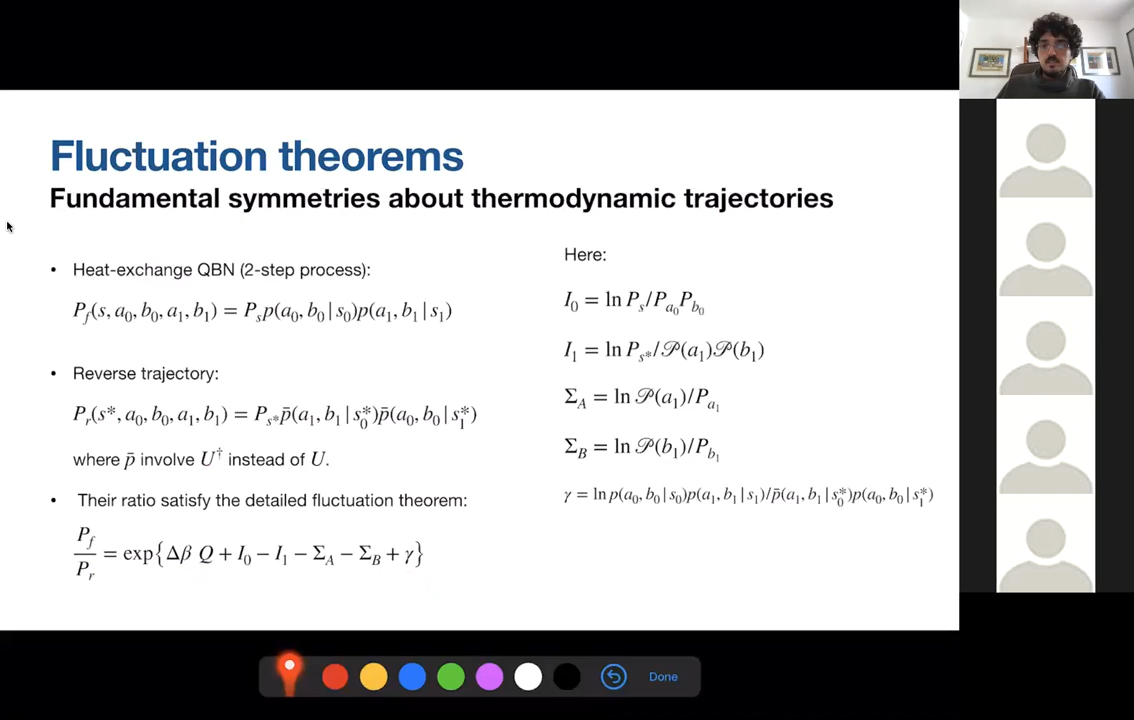 Fluctuation theorems
Fundamental symmetries about thermodynamic trajectories
• Heat-exchange QBN (2-step process):
P_f(s, a_0, b_0, a_1, b_1) = P_s p(a_0, b_0 | s_0)p(a_1, b_1 | s_1)
• Reverse trajectory:
P_r(s*, a_0, b_0, a_1, b_1) = P_{s*} p̄(a_1, b_1 | s_0^*)p̄(a_0, b_0 | s_1^*)
where p̄ involve U^† instead of U.
• Their ratio satisfy the detailed fluctuation theorem:
P_f/P_r = exp{Δβ Q + I_0 − I_1 − Σ_A − Σ_B + γ}
Here:
I_0 = ln P_s/P_{a_0}P_{b_0}
I_1 = ln P_{s*}/𝒫(a_1)𝒫(b_1)
Σ_A = ln 𝒫(a_1)/P_{a_1}
Σ_B = ln 𝒫(b_1)/P_{b_1}
γ = ln p(a_0, b_0 | s_0)p(a_1, b_1 | s_1)/p̄(a_1, b_1 | s_0^*)p(a_0, b_0 | s_1^*)
Done